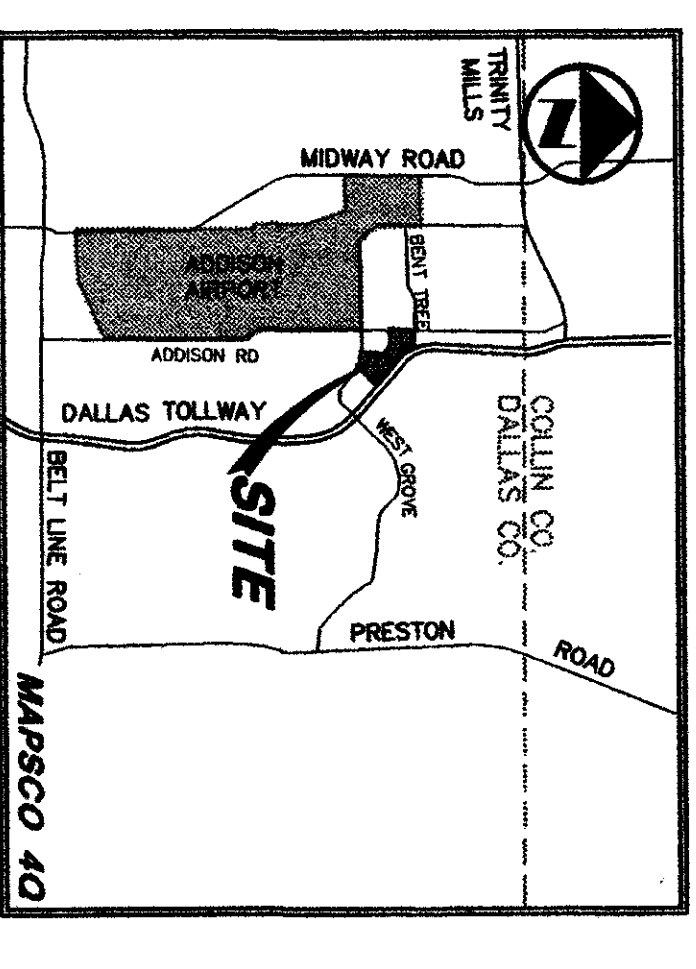 N
TRINITY
MILLS
MIDWAY ROAD
ADDISON
AIRPORT
BENT TREE
ADDISON RD
DALLAS TOLLWAY
WEST GROVE
COLLIN CO.
DALLAS CO.
SITE
BELT LINE ROAD
PRESTON
ROAD
MAPSCO 4Q